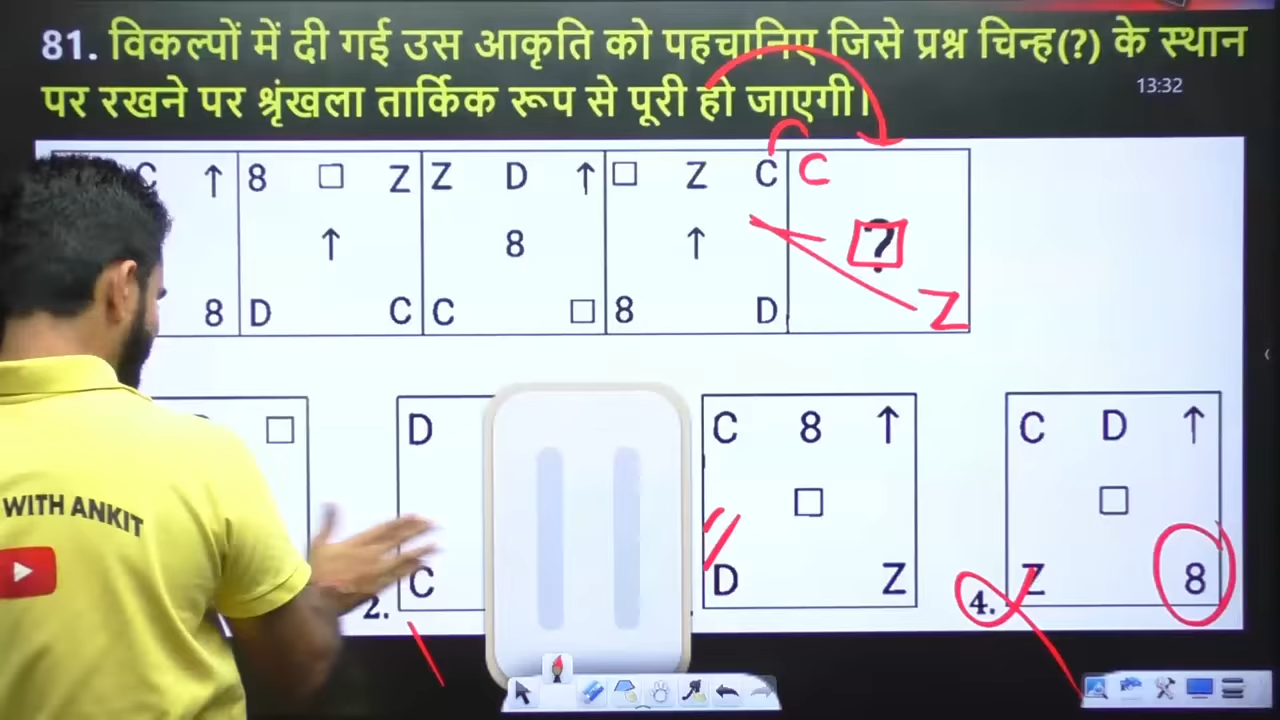 81. विकल्पों में दी गई उस आकृति को पहचानिए जिसे प्रश्न चिन्ह(?) के स्थान
पर रखने पर श्रृंखला तार्किक रूप से पूरी हो जाएगी।
13:32
C ↑ 8 □ Z Z D ↑ □ Z C C
↑ 8 ↑ ?
8 D C C □ 8 D Z
□ D C 8 ↑ C D ↑
□ □
WITH ANKIT
2. C D Z 4. Z 8